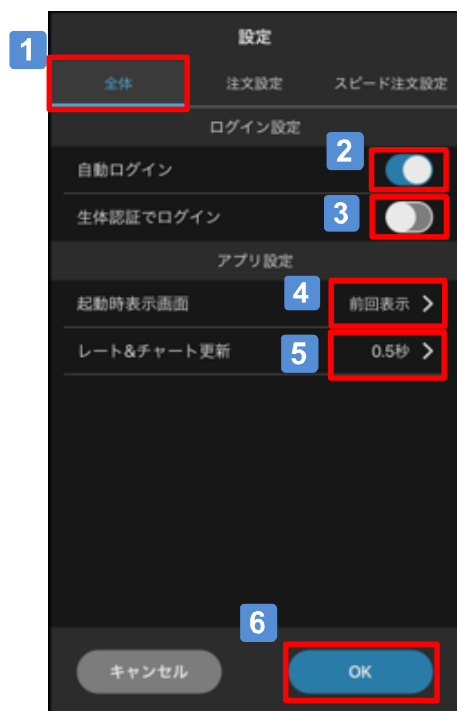 1
設定
全体 注文設定 スピード注文設定
ログイン設定
2
自動ログイン
3
生体認証でログイン
アプリ設定
4
起動時表示画面 前回表示
5
レート&チャート更新 0.5秒
6
キャンセル OK